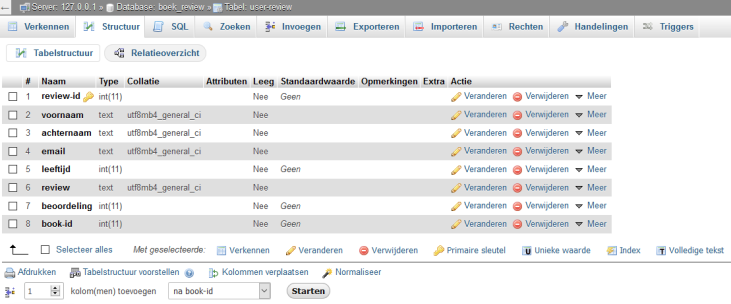 Server: 127.0.0.1 » Database: boek_review » Tabel: user-review
Verkennen Structuur SQL Zoeken Invoegen Exporteren Importeren Rechten Handelingen Triggers
Tabelstructuur Relatieoverzicht
# Naam Type Collatie Attributen Leeg Standaardwaarde Opmerkingen Extra Actie
1 review-id int(11) Nee Geen Veranderen Verwijderen Meer
2 voornaam text utf8mb4_general_ci Nee Veranderen Verwijderen Meer
3 achternaam text utf8mb4_general_ci Nee Veranderen Verwijderen Meer
4 email text utf8mb4_general_ci Nee Veranderen Verwijderen Meer
5 leeftijd int(11) Nee Geen Veranderen Verwijderen Meer
6 review text utf8mb4_general_ci Nee Veranderen Verwijderen Meer
7 beoordeling int(11) Nee Geen Veranderen Verwijderen Meer
8 book-id int(11) Nee Geen Veranderen Verwijderen Meer
Selecteer alles Met geselecteerde: Verkennen Veranderen Verwijderen Primaire sleutel Unieke waarde Index Volledige tekst
Afdrukken Tabelstructuur voorstellen Kolommen verplaatsen Normaliseer
1 kolom(men) toevoegen na book-id Starten